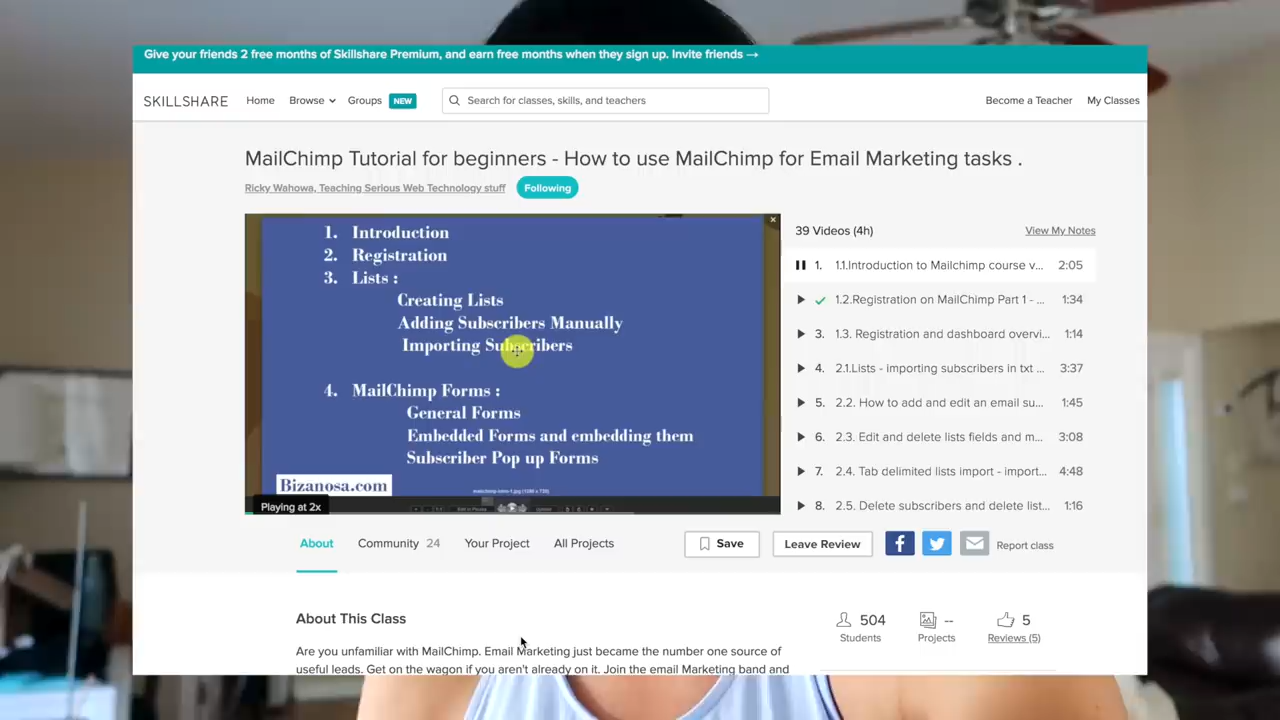 Give your friends 2 free months of Skillshare Premium, and earn free months when they sign up. Invite friends →
SKILLSHARE Home Browse Groups NEW Search for classes, skills, and teachers Become a Teacher My Classes
MailChimp Tutorial for beginners - How to use MailChimp for Email Marketing tasks .
Ricky Wahowa, Teaching Serious Web Technology stuff Following
1. Introduction
2. Registration
3. Lists :
Creating Lists
Adding Subscribers Manually
Importing Subscribers
4. MailChimp Forms :
General Forms
Embedded Forms and embedding them
Subscriber Pop up Forms
Bizanosa.com
Playing at 2x
39 Videos (4h) View My Notes
1. 1.1.Introduction to Mailchimp course v... 2:05
1.2.Registration on MailChimp Part 1 - ... 1:34
3. 1.3. Registration and dashboard overvi... 1:14
4. 2.1.Lists - importing subscribers in txt ... 3:37
5. 2.2. How to add and edit an email su... 1:45
6. 2.3. Edit and delete lists fields and m... 3:08
7. 2.4. Tab delimited lists import - import... 4:48
8. 2.5. Delete subscribers and delete list... 1:16
About Community 24 Your Project All Projects Save Leave Review Report class
About This Class
Are you unfamiliar with MailChimp. Email Marketing just became the number one source of
useful leads. Get on the wagon if you aren't already on it. Join the email Marketing band and
504 -- 5
Students Projects Reviews (5)